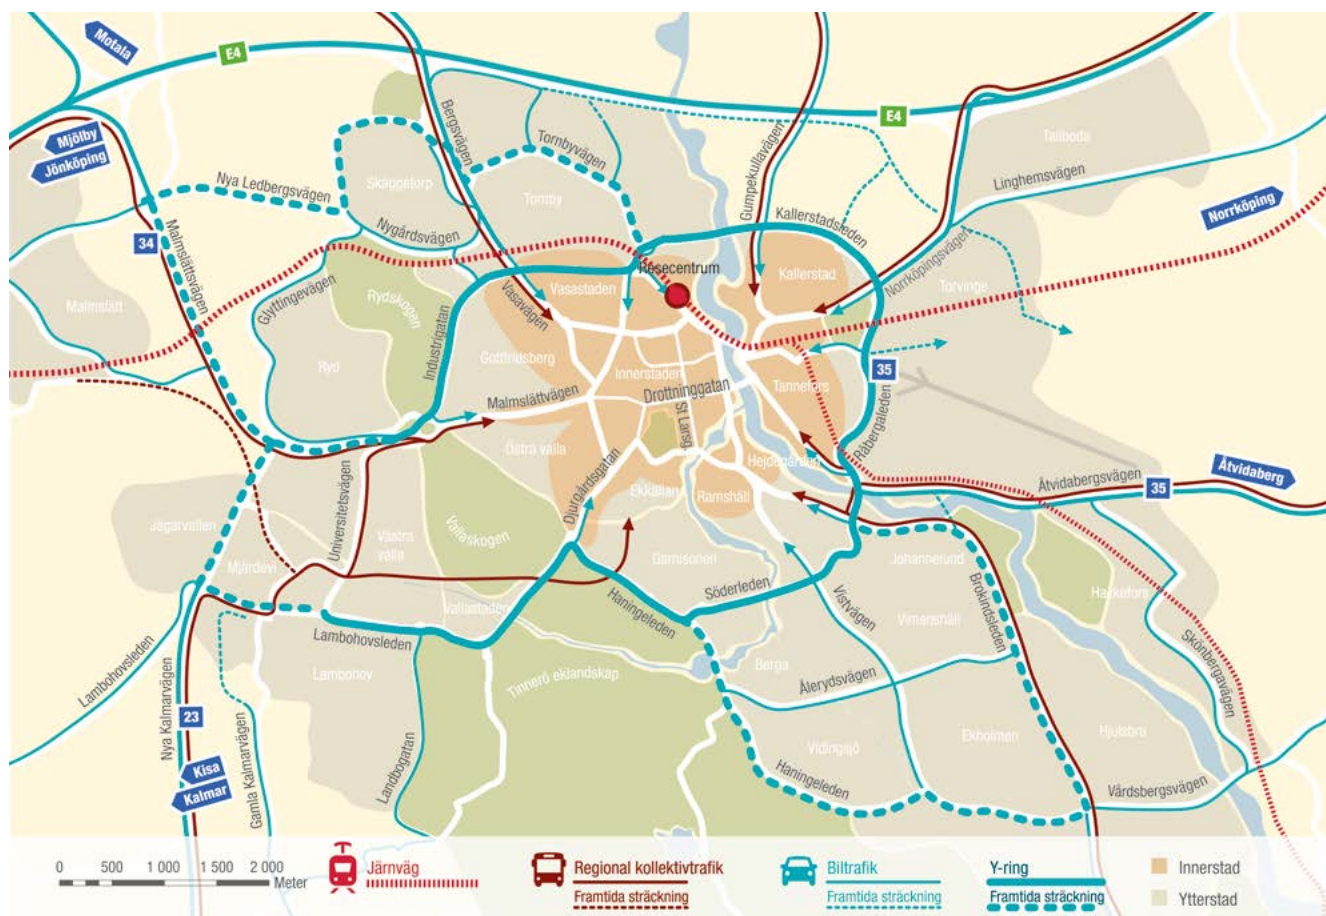 Motala
E4
Mjölby
Jönköping
Bergsvägen
Tornbyvägen
Gumpekullavägen
E4
Tallboda
Linghemsvägen
Norrköping
Nya Ledbergsvägen
Skäggetorp
Tornby
Kallerstadsleden
34
Malmslättsvägen
Nygårdsvägen
Resecentrum
Kallerstad
Norrköpingsvägen
Torvinge
Malmslätt
Glyttingevägen
Rydskogen
Vasavägen
Vasastaden
Industrigatan
Ryd
Gottfridsberg
Innerstaden
Drottninggatan
Tannefors
35
Malmslättvägen
St Larsg
Råbergaleden
Östra valla
Djurgårdsgatan
Hejdegården
Åtvidabergsvägen
35
Åtvidaberg
Ekkällan
Ramshäll
Universitetsvägen
Jägarvallen
Västra
valla
Vallaskogen
Garnisonen
Johannelund
Mjärdevi
Vallastaden
Haningeleden
Söderleden
Vistvägen
Brokindsleden
Hackefors
Vimanshäll
Lambohovsleden
Lambohovsleden
Lambohov
Tinnerö eklandskap
Berga
Ålerydsvägen
Skönbergavägen
Nya Kalmarvägen
23
Gamla Kalmarvägen
Landbogatan
Vidingsjö
Ekholmen
Hjulsbro
Kisa
Kalmar
Haningeleden
Vårdsbergsvägen
0 500 1 000 1 500 2 000
Meter
Järnväg
Regional kollektivtrafik
Framtida sträckning
Biltrafik
Framtida sträckning
Y-ring
Framtida sträckning
Innerstad
Ytterstad